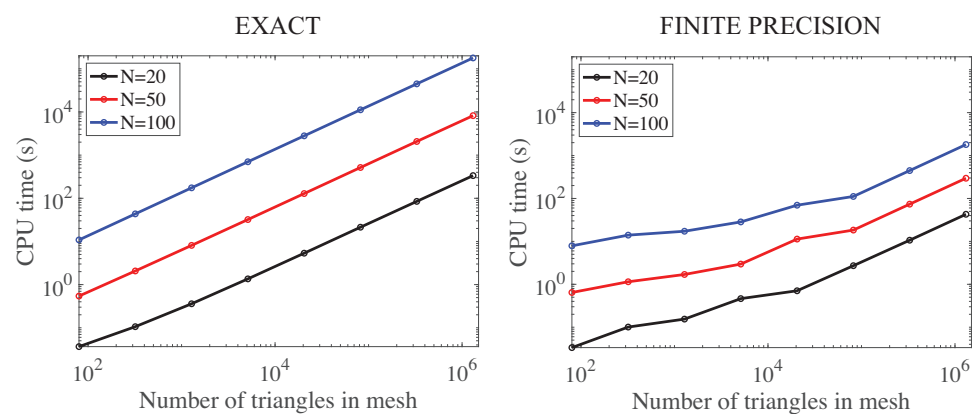 EXACT
CPU time (s)
10^4
10^2
10^0
N=20
N=50
N=100
10^2
10^4
10^6
Number of triangles in mesh
FINITE PRECISION
CPU time (s)
10^4
10^2
10^0
N=20
N=50
N=100
10^2
10^4
10^6
Number of triangles in mesh